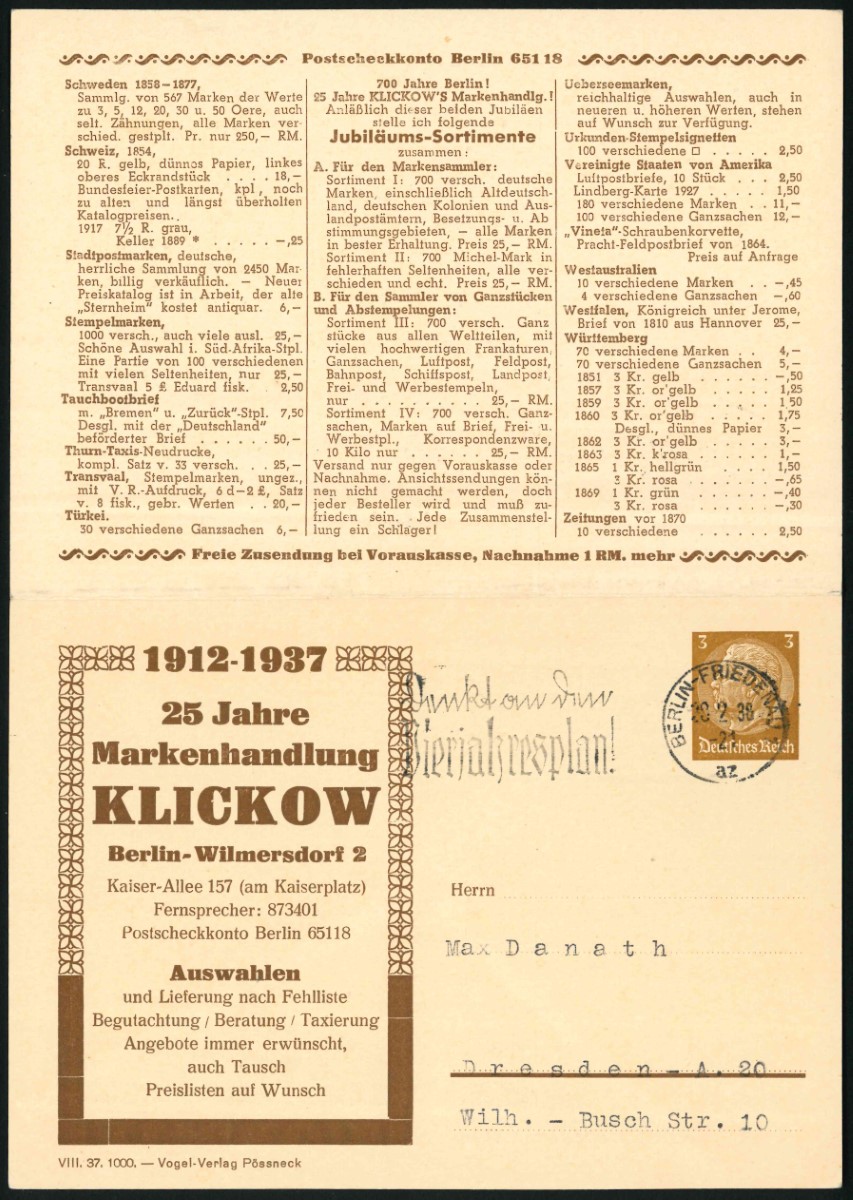 Postscheckkonto Berlin 65118
Schweden 1858–1877,
Sammlg. von 567 Marken der Werte
zu 3, 5, 12, 20, 30 u. 50 Oere, auch
selt. Zähnungen, alle Marken ver-
schied. gestplt. Pr. nur 250,– RM.
Schweiz, 1854,
20 R. gelb, dünnes Papier, linkes
oberes Eckrandstück . . . . 18,–
Bundesfeier-Postkarten, kpl., noch
zu alten und längst überholten
Katalogpreisen.
1917 7½ R. grau,
Keller 1889 * . . . . . –,25
Stadtpostmarken, deutsche,
herrliche Sammlung von 2450 Mar-
ken, billig verkäuflich. — Neuer
Preiskatalog ist in Arbeit, der alte
„Sternheim" kostet antiquar. 6,–
Stempelmarken,
1000 versch., auch viele ausl. 25,–
Schöne Auswahl i. Süd-Afrika-Stpl.
Eine Partie von 100 verschiedenen
mit vielen Seltenheiten, nur 25,–
Transvaal 5 £ Eduard fisk. 2,50
Tauchbootbrief
m. „Bremen" u. „Zurück"-Stpl. 7,50
Desgl. mit der „Deutschland"
beförderter Brief . . . . . . 50,–
Thurn-Taxis-Neudrucke,
kompl. Satz v. 33 versch. . . 25,–
Transvaal, Stempelmarken, ungez.,
mit V. R.-Aufdruck, 6 d–2 £, Satz
v. 8 fisk., gebr. Werten . . 20,–
Türkei.
30 verschiedene Ganzsachen 6,–
700 Jahre Berlin!
25 Jahre KLICKOW'S Markenhandlg.!
Anläßlich dieser beiden Jubiläen
stelle ich folgende
Jubiläums-Sortimente
zusammen:
A. Für den Markensammler:
Sortiment I: 700 versch. deutsche
Marken, einschließlich Altdeutsch-
land, deutschen Kolonien und Aus-
landpostämtern, Besetzungs- u. Ab
stimmungsgebieten, – alle Marken
in bester Erhaltung. Preis 25,– RM.
Sortiment II: 700 Michel-Mark in
fehlerhaften Seltenheiten, alle ver-
schieden und echt. Preis 25,– RM.
B. Für den Sammler von Ganzstücken
und Abstempelungen:
Sortiment III: 700 versch. Ganz
stücke aus allen Weltteilen, mit
vielen hochwertigen Frankaturen,
Ganzsachen, Luftpost, Feldpost,
Bahnpost, Schiffspost, Landpost,
Frei- und Werbestempeln,
nur . . . . . . . . . . 25,– RM.
Sortiment IV: 700 versch. Ganz-
sachen, Marken auf Brief, Frei- u.
Werbestpl., Korrespondenzware,
10 Kilo nur . . . . . 25,– RM.
Versand nur gegen Vorauskasse oder
Nachnahme. Ansichtssendungen kön-
nen nicht gemacht werden, doch
jeder Besteller wird und muß zu-
frieden sein. Jede Zusammenstel-
lung ein Schlager!
Ueberseemarken,
reichhaltige Auswahlen, auch in
neueren u. höheren Werten, stehen
auf Wunsch zur Verfügung.
Urkunden-Stempelsignetten
100 verschiedene □ . . . . . 2,50
Vereinigte Staaten von Amerika
Luftpostbriefe, 10 Stück . . . 2,50
Lindberg-Karte 1927 . . . . . 1,50
180 verschiedene Marken . . 11,–
100 verschiedene Ganzsachen 12,–
„Vineta"-Schraubenkorvette,
Pracht-Feldpostbrief von 1864.
Preis auf Anfrage
Westaustralien
10 verschiedene Marken . . –,45
4 verschiedene Ganzsachen –,60
Westfalen, Königreich unter Jerome,
Brief von 1810 aus Hannover 25,–
Württemberg
70 verschiedene Marken . . 4,–
70 verschiedene Ganzsachen 5,–
1851 3 Kr. gelb . . . . . . –,50
1857 3 Kr. or'gelb . . . . . 1,25
1859 3 Kr. or'gelb . . . . . 1 50
1860 3 Kr. or'gelb . . . . . 1,75
Desgl., dünnes Papier 3,–
1862 3 Kr. or'gelb . . . . . 3,–
1863 3 Kr. k'rosa . . . . . 1,–
1865 1 Kr. hellgrün . . . . 1,50
3 Kr. rosa . . . . . . –,65
1869 1 Kr. grün . . . . . . –,40
3 Kr. rosa . . . . . . –,30
Zeitungen vor 1870
10 verschiedene . . . . . . 2,50
Freie Zusendung bei Vorauskasse, Nachnahme 1 RM. mehr
1912-1937
25 Jahre
Markenhandlung
KLICKOW
Berlin-Wilmersdorf 2
Kaiser-Allee 157 (am Kaiserplatz)
Fernsprecher: 873401
Postscheckkonto Berlin 65118
Auswahlen
und Lieferung nach Fehlliste
Begutachtung / Beratung / Taxierung
Angebote immer erwünscht,
auch Tausch
Preislisten auf Wunsch
VIII. 37. 1000. — Vogel-Verlag Pössneck
Denkt an den
Vierjahresplan!
3 3
Deutsches Reich
BERLIN-FRIEDENAU
2 38
az
Herrn
Max D a n a t h
D r e s d e n – A. 20
Wilh. – Busch Str. 10